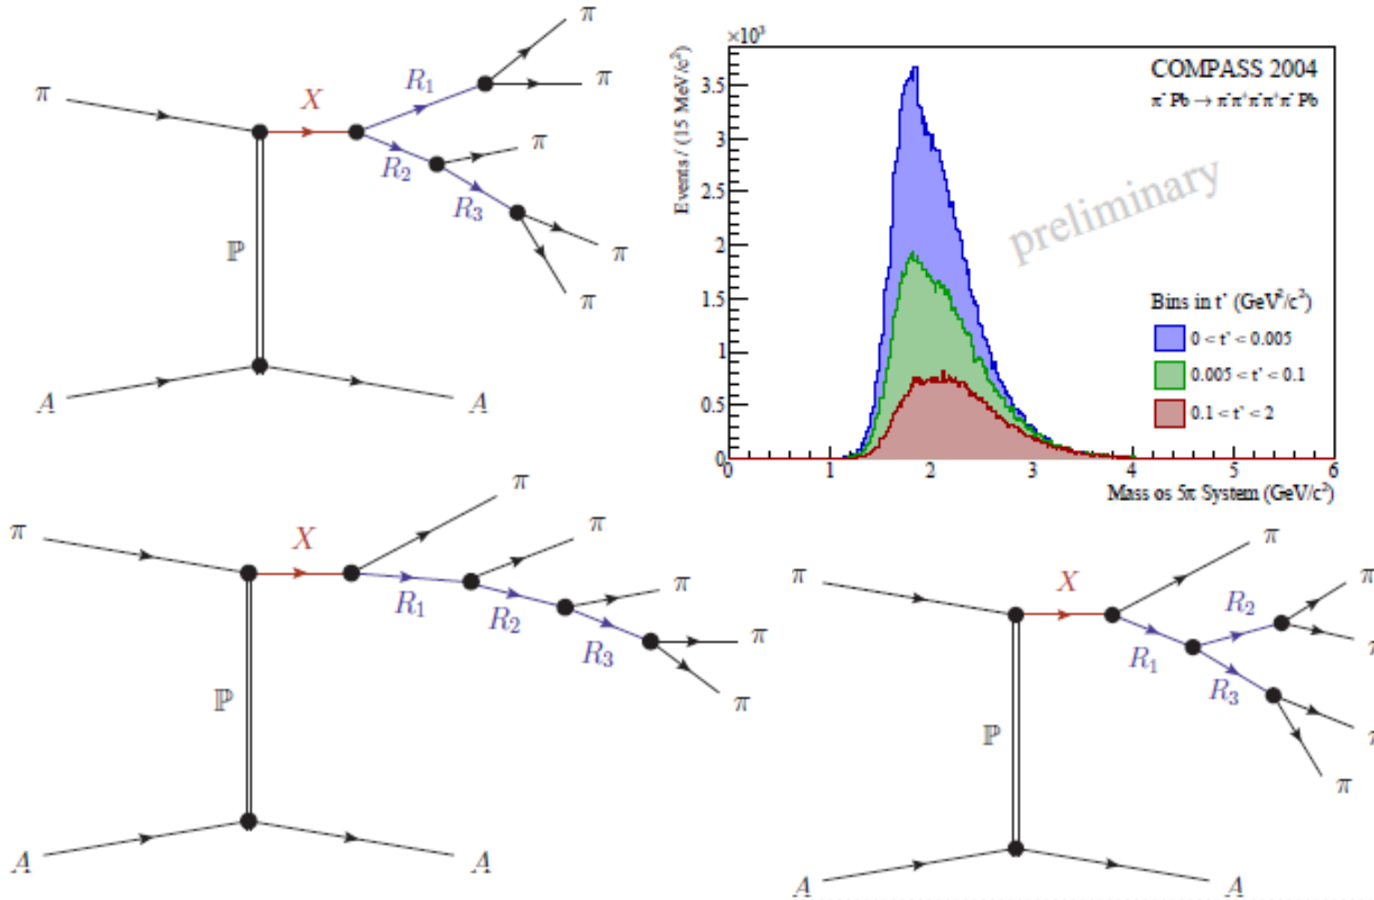 π
π
π
X
R₁
R₂
π
R₃
π
π
ℙ
A
A
×10³
Events / (15 MeV/c²)
3.5
3
2.5
2
1.5
1
0.5
0
0
1
2
3
4
5
6
Mass os 5π System (GeV/c²)
COMPASS 2004
π⁻ Pb → π⁻π⁺π⁻π⁺π⁻ Pb
preliminary
Bins in t' (GeV²/c²)
0 < t' < 0.005
0.005 < t' < 0.1
0.1 < t' < 2
π
X
π
π
π
π
π
R₁
R₂
R₃
ℙ
A
A
π
X
π
π
R₂
R₁
R₃
π
ℙ
A
A